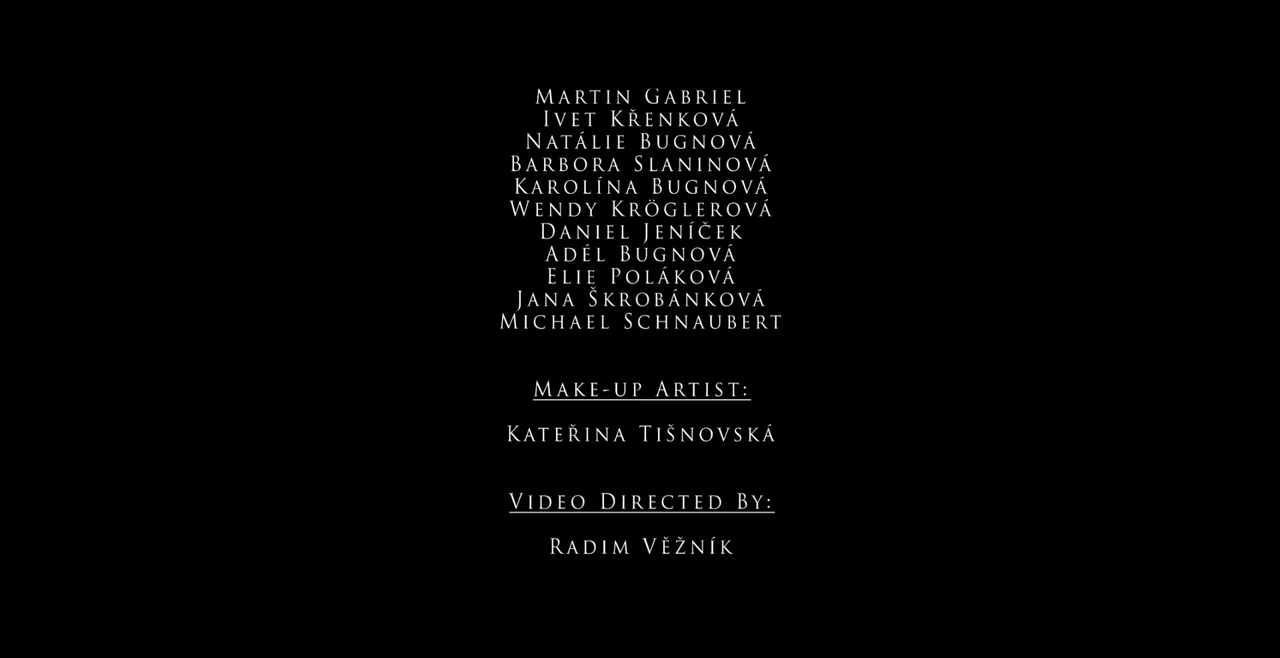 Martin Gabriel
Ivet Křenková
Natálie Bugnová
Barbora Slaninová
Karolína Bugnová
Wendy Kröglerová
Daniel Jeníček
Adél Bugnová
Elie Poláková
Jana Škrobánková
Michael Schnaubert
Make-up Artist:
Kateřina Tišnovská
Video Directed By:
Radim Věžník